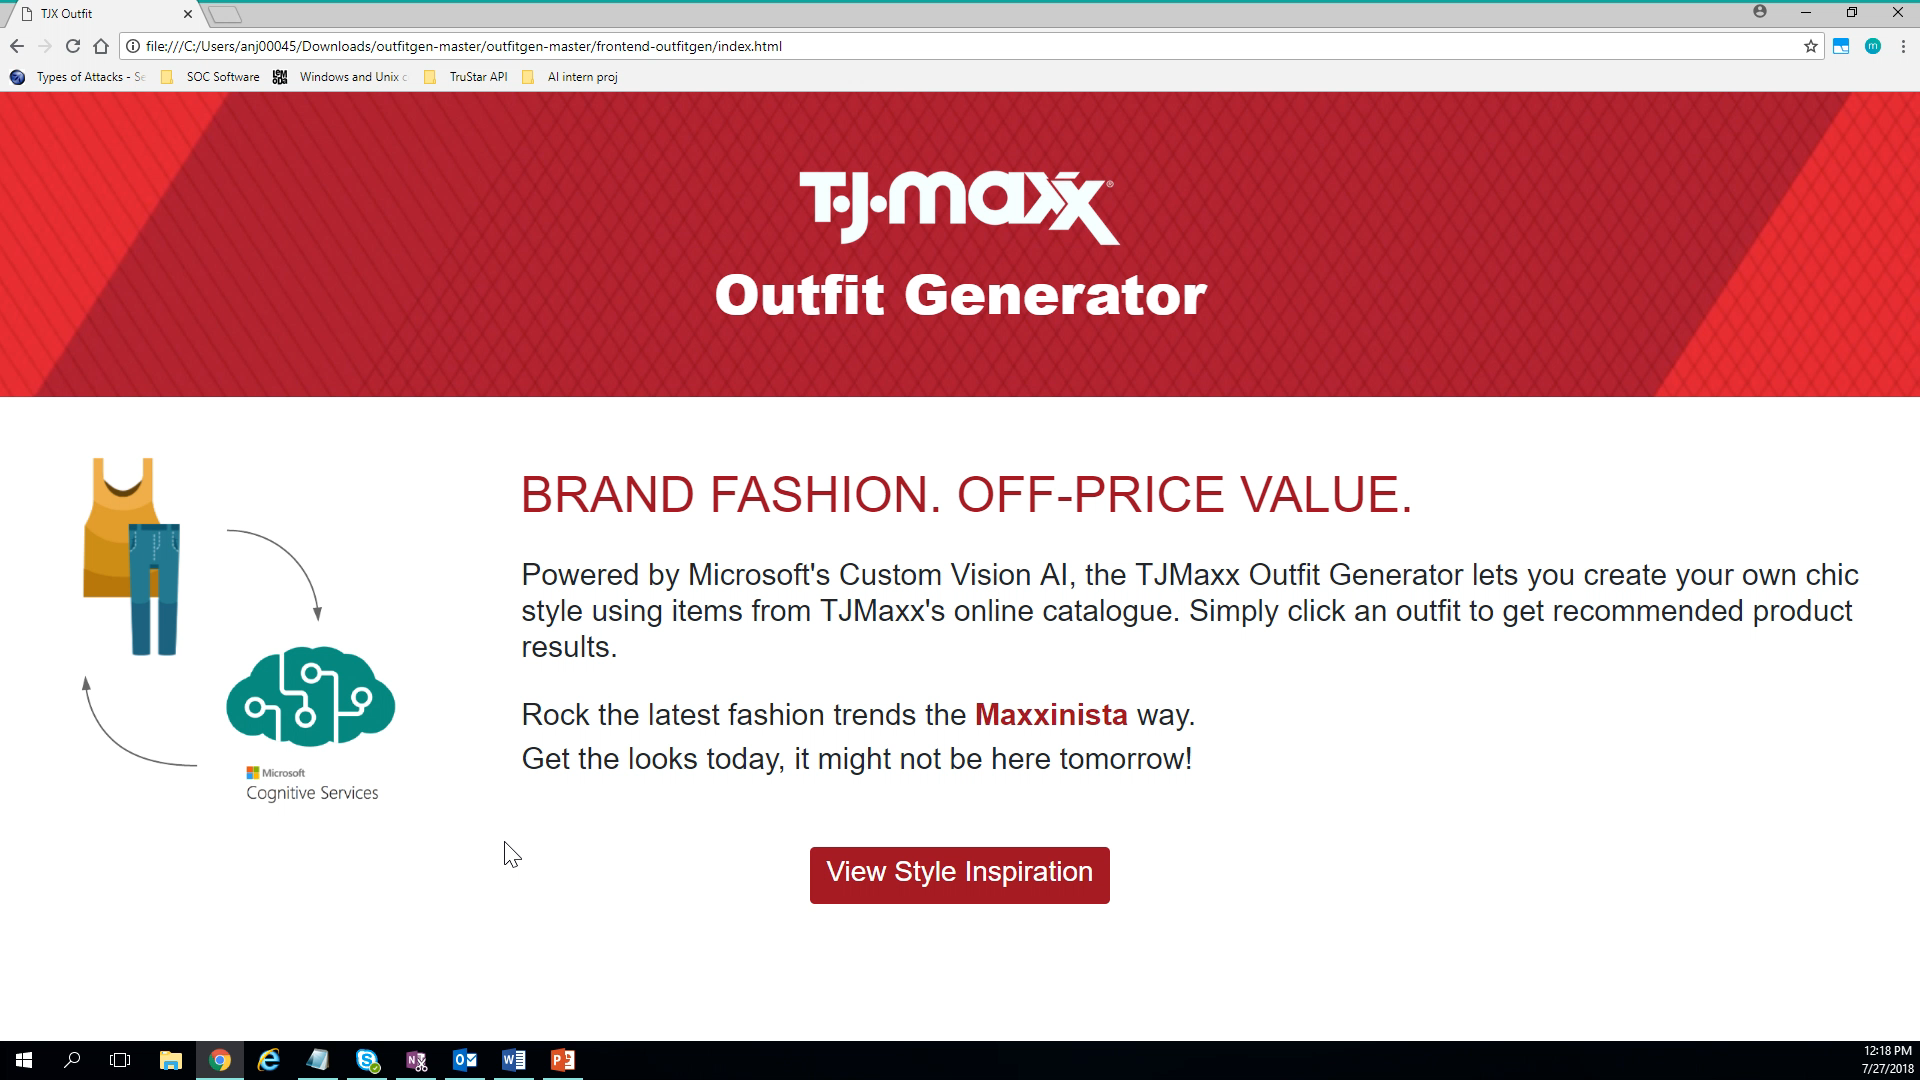 TJX Outfit
file:///C:/Users/anj00045/Downloads/outfitgen-master/outfitgen-master/frontend-outfitgen/index.html
m
Types of Attacks - Se
SOC Software
Windows and Unix c
TruStar API
AI intern proj
T·J·maxx®
Outfit Generator
BRAND FASHION. OFF-PRICE VALUE.
Powered by Microsoft's Custom Vision AI, the TJMaxx Outfit Generator lets you create your own chic
style using items from TJMaxx's online catalogue. Simply click an outfit to get recommended product
results.
Rock the latest fashion trends the Maxxinista way.
Get the looks today, it might not be here tomorrow!
Microsoft
Cognitive Services
View Style Inspiration
12:18 PM
7/27/2018